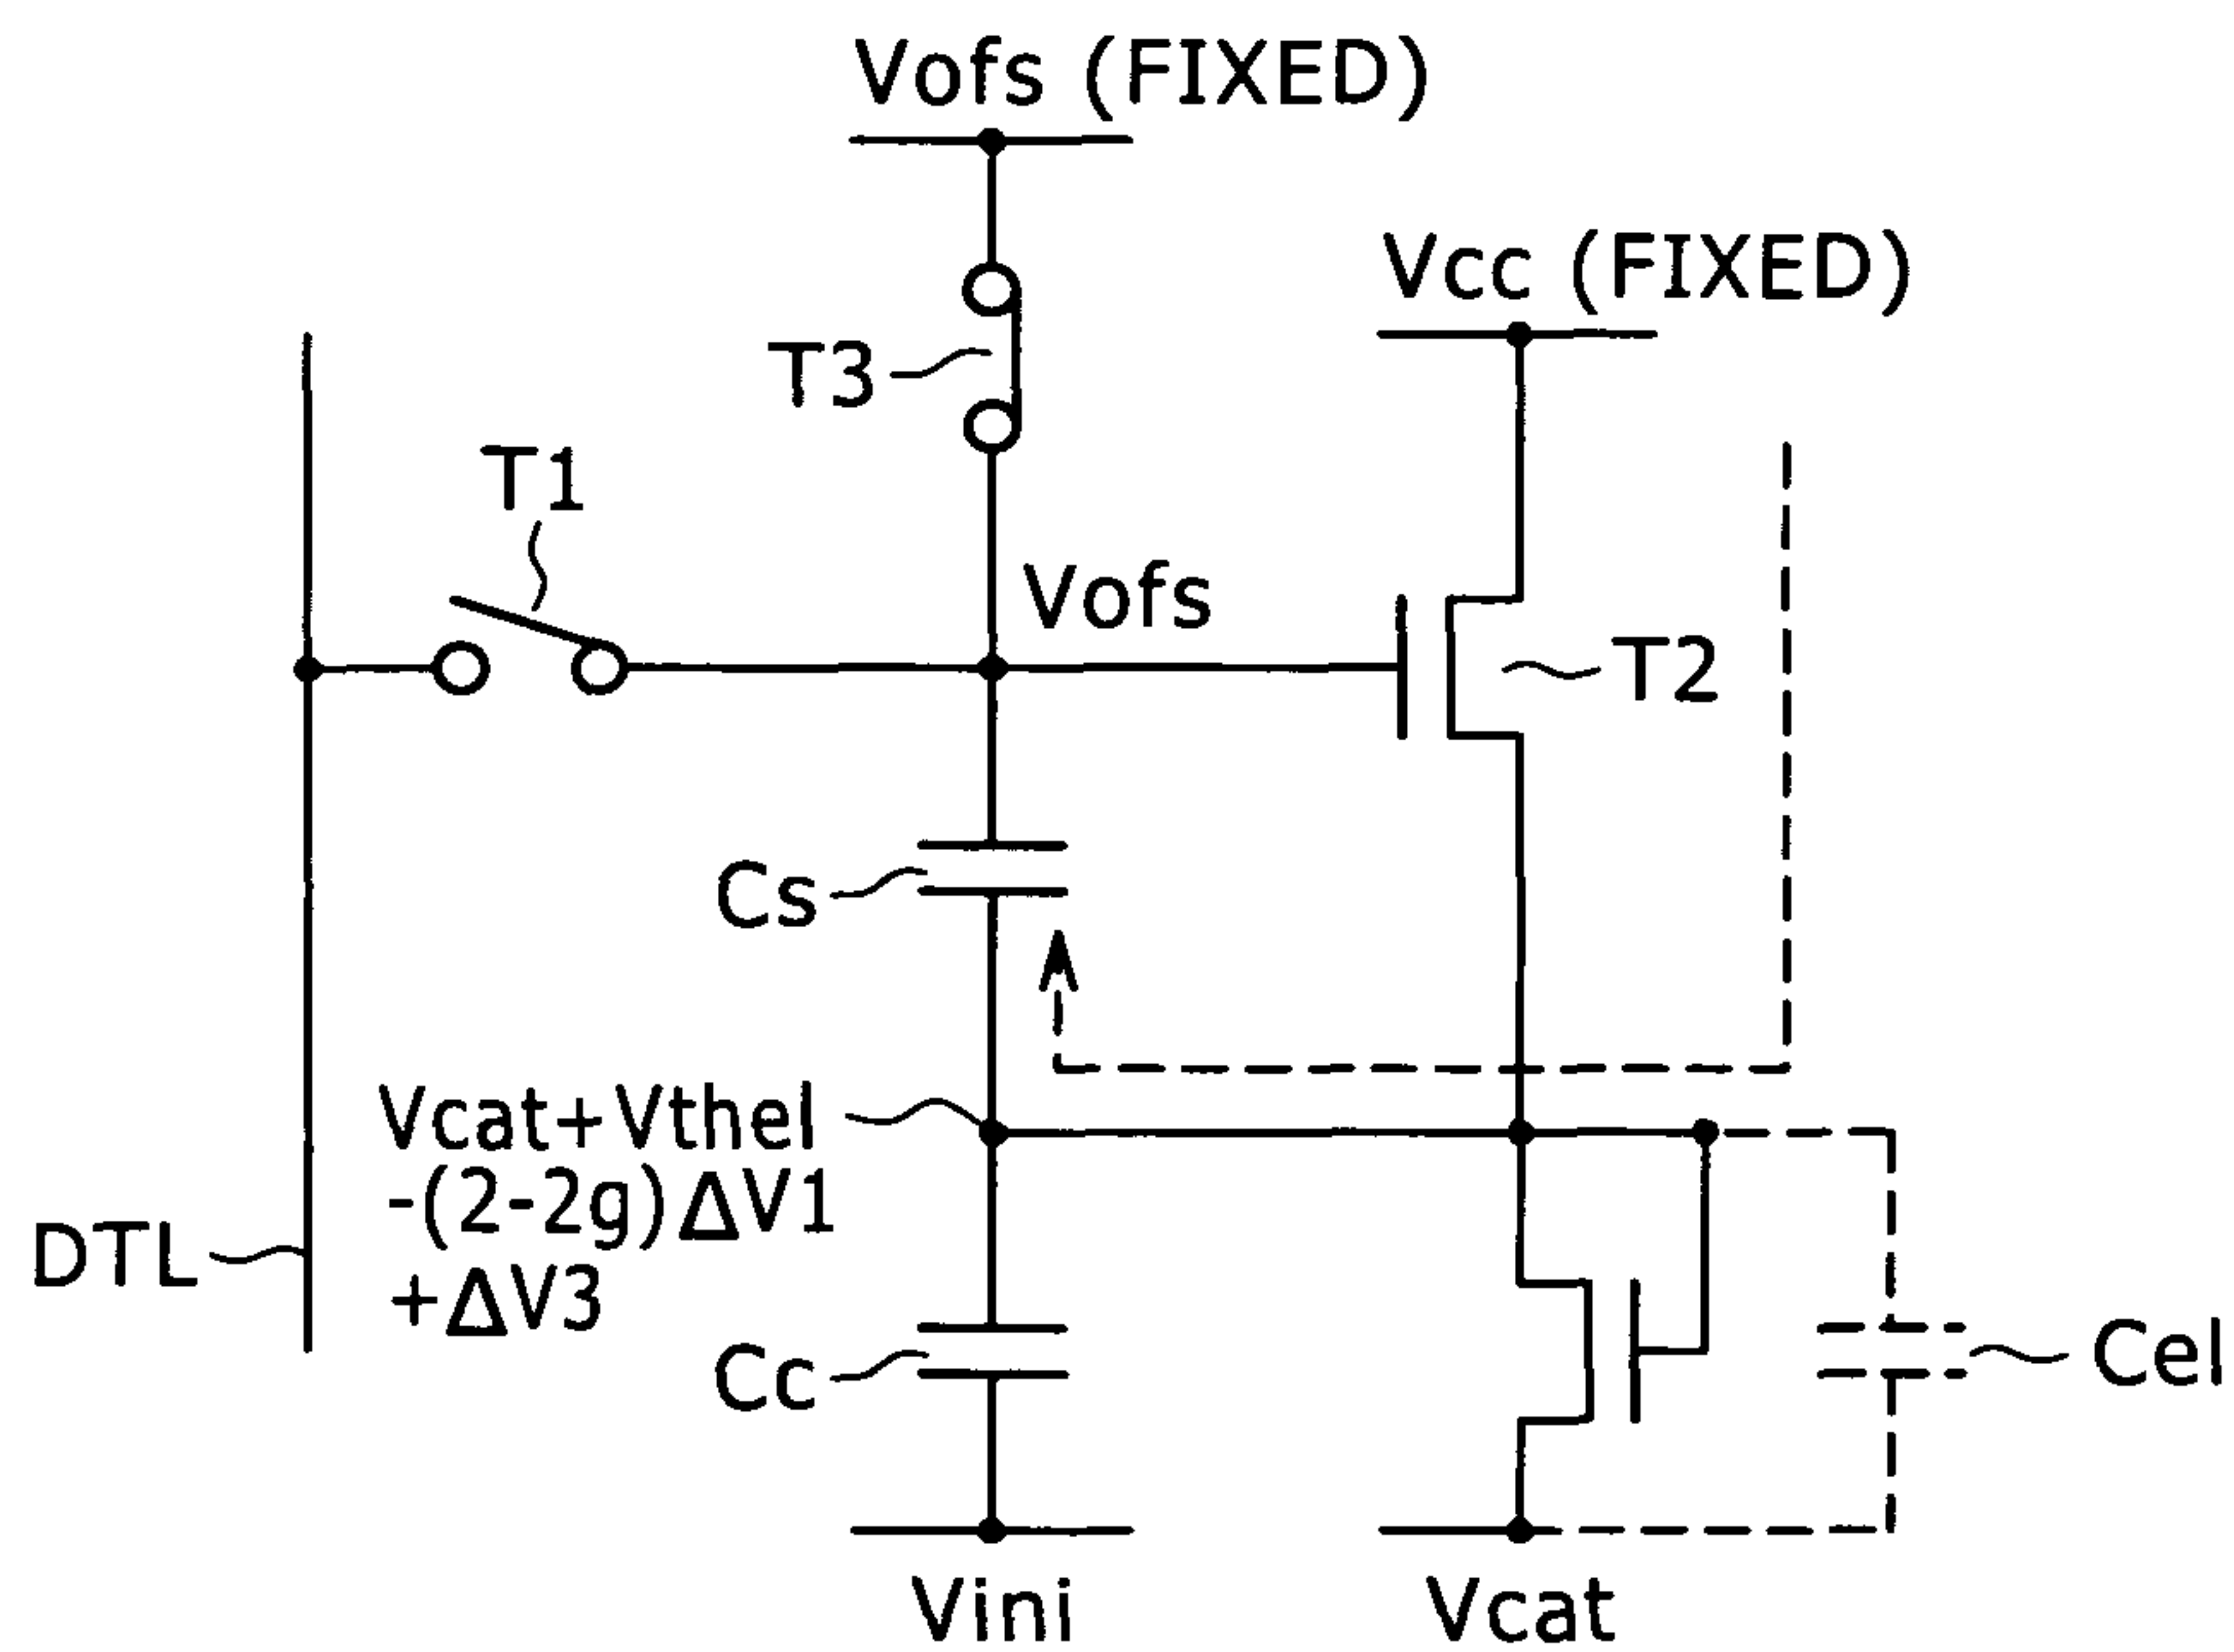 Vofs (FIXED)
Vcc (FIXED)
T3
T1
Vofs
T2
Cs
Vcat+Vthel
-(2-2g)ΔV1
+ΔV3
DTL
Cc
Cel
Vini
Vcat